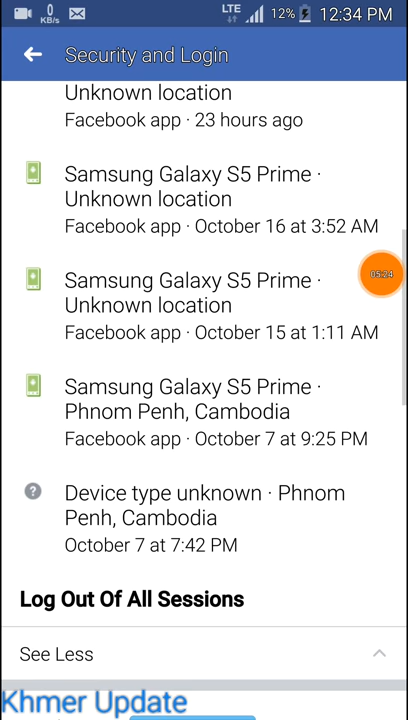 0
KB/s
LTE
12%
12:34 PM
Security and Login
Unknown location
Facebook app · 23 hours ago
Samsung Galaxy S5 Prime ·
Unknown location
Facebook app · October 16 at 3:52 AM
05:24
Samsung Galaxy S5 Prime ·
Unknown location
Facebook app · October 15 at 1:11 AM
Samsung Galaxy S5 Prime ·
Phnom Penh, Cambodia
Facebook app · October 7 at 9:25 PM
?
Device type unknown · Phnom
Penh, Cambodia
October 7 at 7:42 PM
Log Out Of All Sessions
See Less
Khmer Update